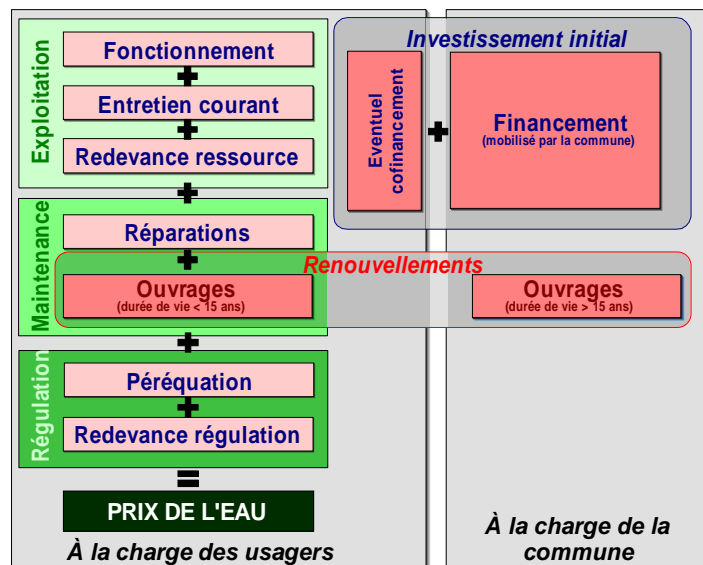 Exploitation
Fonctionnement
+
Entretien courant
+
Redevance ressource
+
Maintenance
Réparations
+
Ouvrages
(durée de vie < 15 ans)
+
Régulation
Péréquation
+
Redevance régulation
=
PRIX DE L'EAU
À la charge des usagers
Investissement initial
Eventuel
cofinancement
+
Financement
(mobilisé par la commune)
Renouvellements
Ouvrages
(durée de vie > 15 ans)
À la charge de la
commune